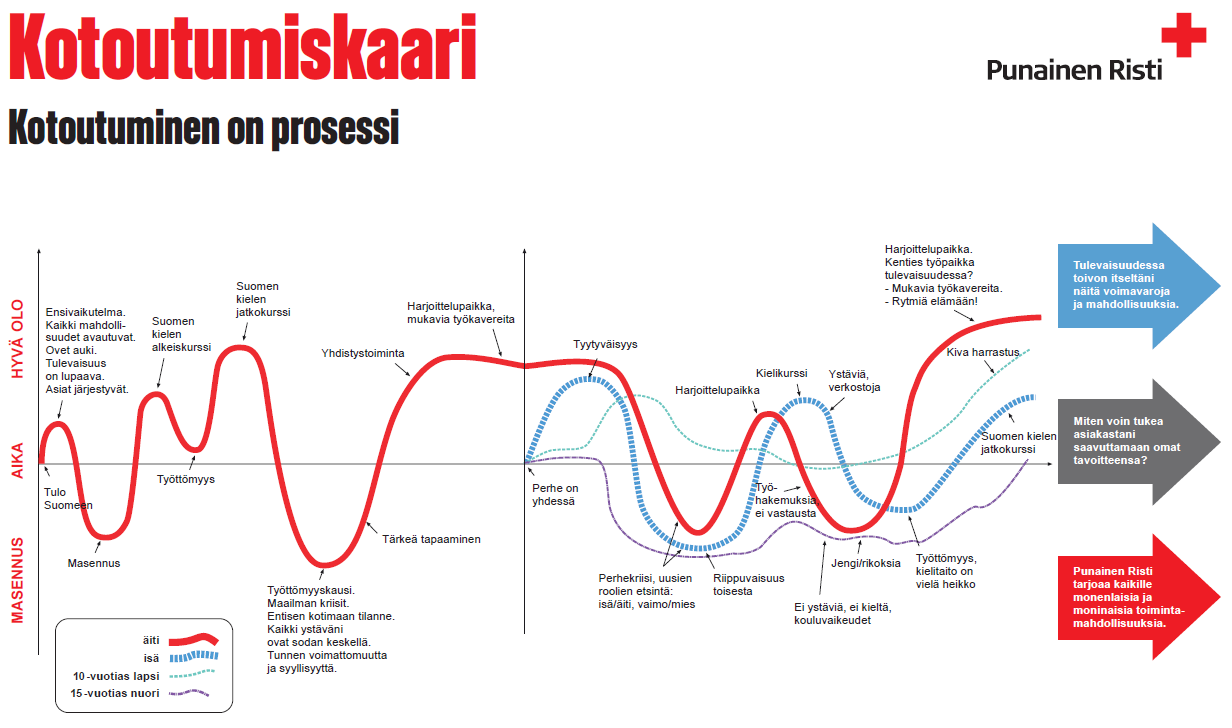 Kotoutumiskaari
Punainen Risti
Kotoutuminen on prosessi
HYVÄ OLO
AIKA
MASENNUS
Ensivaikutelma.
Kaikki mahdolli-
suudet avautuvat.
Ovet auki.
Tulevaisuus
on lupaava.
Asiat järjestyvät.
Tulo
Suomeen
Masennus
Suomen
kielen
alkeiskurssi
Työttömyys
Suomen
kielen
jatkokurssi
Työttömyyskausi.
Maailman kriisit.
Entisen kotimaan tilanne.
Kaikki ystäväni
ovat sodan keskellä.
Tunnen voimattomuutta
ja syyllisyyttä.
Yhdistystoiminta
Tärkeä tapaaminen
Harjoittelupaikka,
mukavia työkavereita
Perhe on
yhdessä
Tyytyväisyys
Perhekriisi, uusien
roolien etsintä:
isä/äiti, vaimo/mies
Riippuvaisuus
toisesta
Harjoittelupaikka
Kielikurssi
Ystäviä,
verkostoja
Työ-
hakemuksia,
ei vastausta
Ei ystäviä, ei kieltä,
kouluvaikeudet
Jengi/rikoksia
Työttömyys,
kielitaito on
vielä heikko
Harjoittelupaikka.
Kenties työpaikka
tulevaisuudessa?
- Mukavia työkavereita.
- Rytmiä elämään!
Kiva harrastus
Suomen kielen
jatkokurssi
Tulevaisuudessa
toivon itseltäni
näitä voimavaroja
ja mahdollisuuksia.
Miten voin tukea
asiakastani
saavuttamaan omat
tavoitteensa?
Punainen Risti
tarjoaa kaikille
monenlaisia ja
moninaisia toiminta-
mahdollisuuksia.
äiti
isä
10-vuotias lapsi
15-vuotias nuori